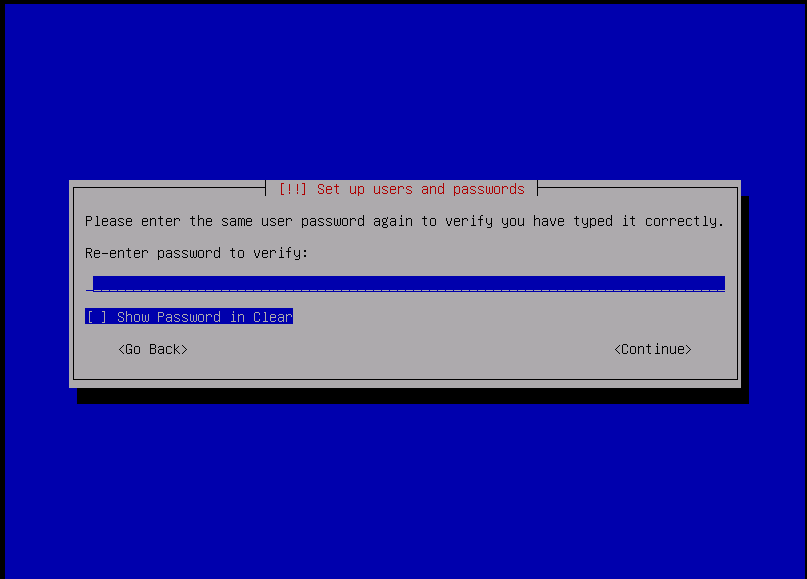 [!!] Set up users and passwords
Please enter the same user password again to verify you have typed it correctly.
Re-enter password to verify:
[ ] Show Password in Clear
<Go Back>
<Continue>